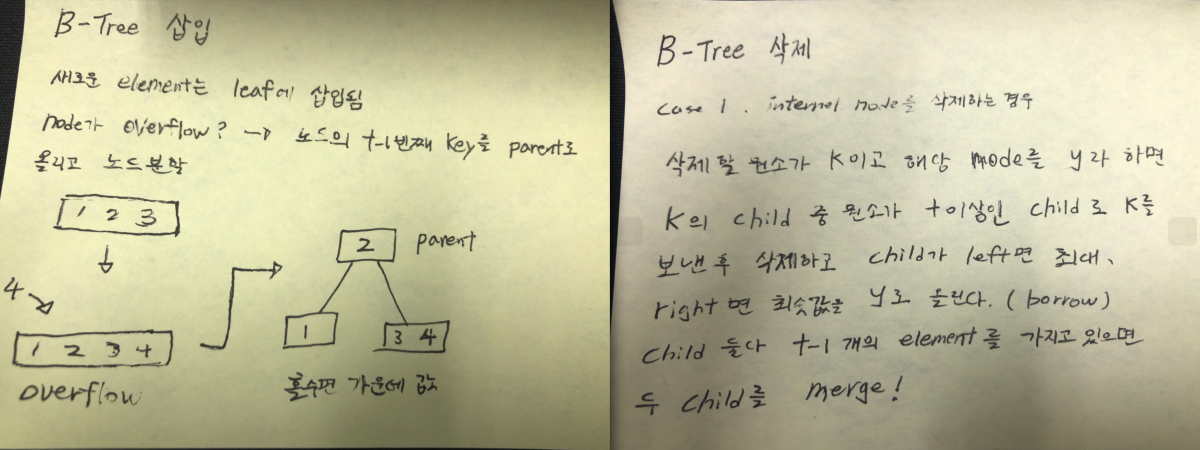 B-Tree 삽입
새로운 element는 leaf에 삽입됨
node가 overflow? → 노드의 t-1번째 key를 parent로
올리고 노드분할
1 2 3
4
1 2 3 4
overflow
2 parent
1
3 4
홀수면 가운데 값
B-Tree 삭제
case 1. internel node를 삭제하는 경우
삭제할 원소가 K이고 해당 mode를 y라 하면
K의 child 중 원소가 t이상인 child로 K를
보낸후 삭제하고 child가 left면 최대,
right면 최솟값을 y로 올린다. (borrow)
child 둘다 t-1개의 element를 가지고 있으면
두 child를 merge!